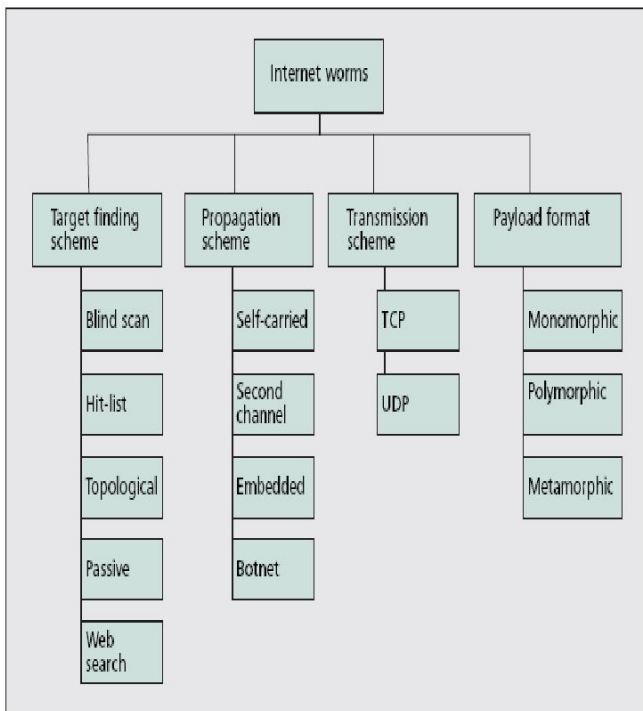 Internet worms
Target finding
scheme
Propagation
scheme
Transmission
scheme
Payload format
Blind scan
Self-carried
TCP
Monomorphic
Hit-list
Second
channel
UDP
Polymorphic
Topological
Embedded
Metamorphic
Passive
Botnet
Web
search